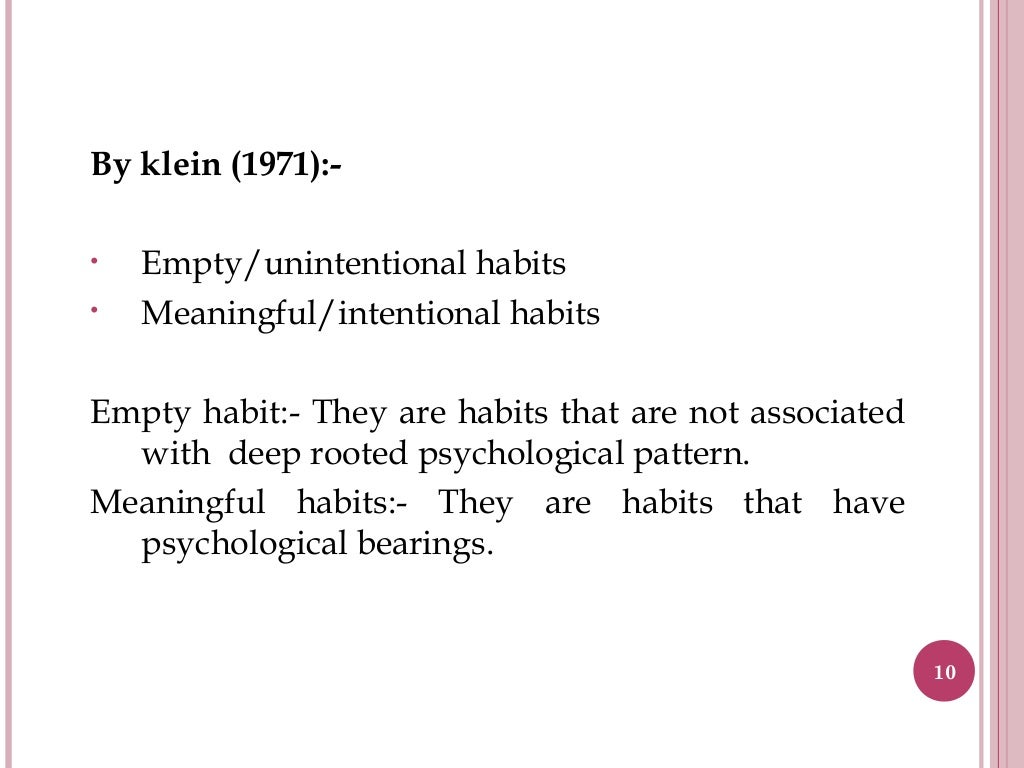 By klein (1971):-
• Empty/unintentional habits
• Meaningful/intentional habits
Empty habit:- They are habits that are not associated
with deep rooted psychological pattern.
Meaningful habits:- They are habits that have
psychological bearings.
10